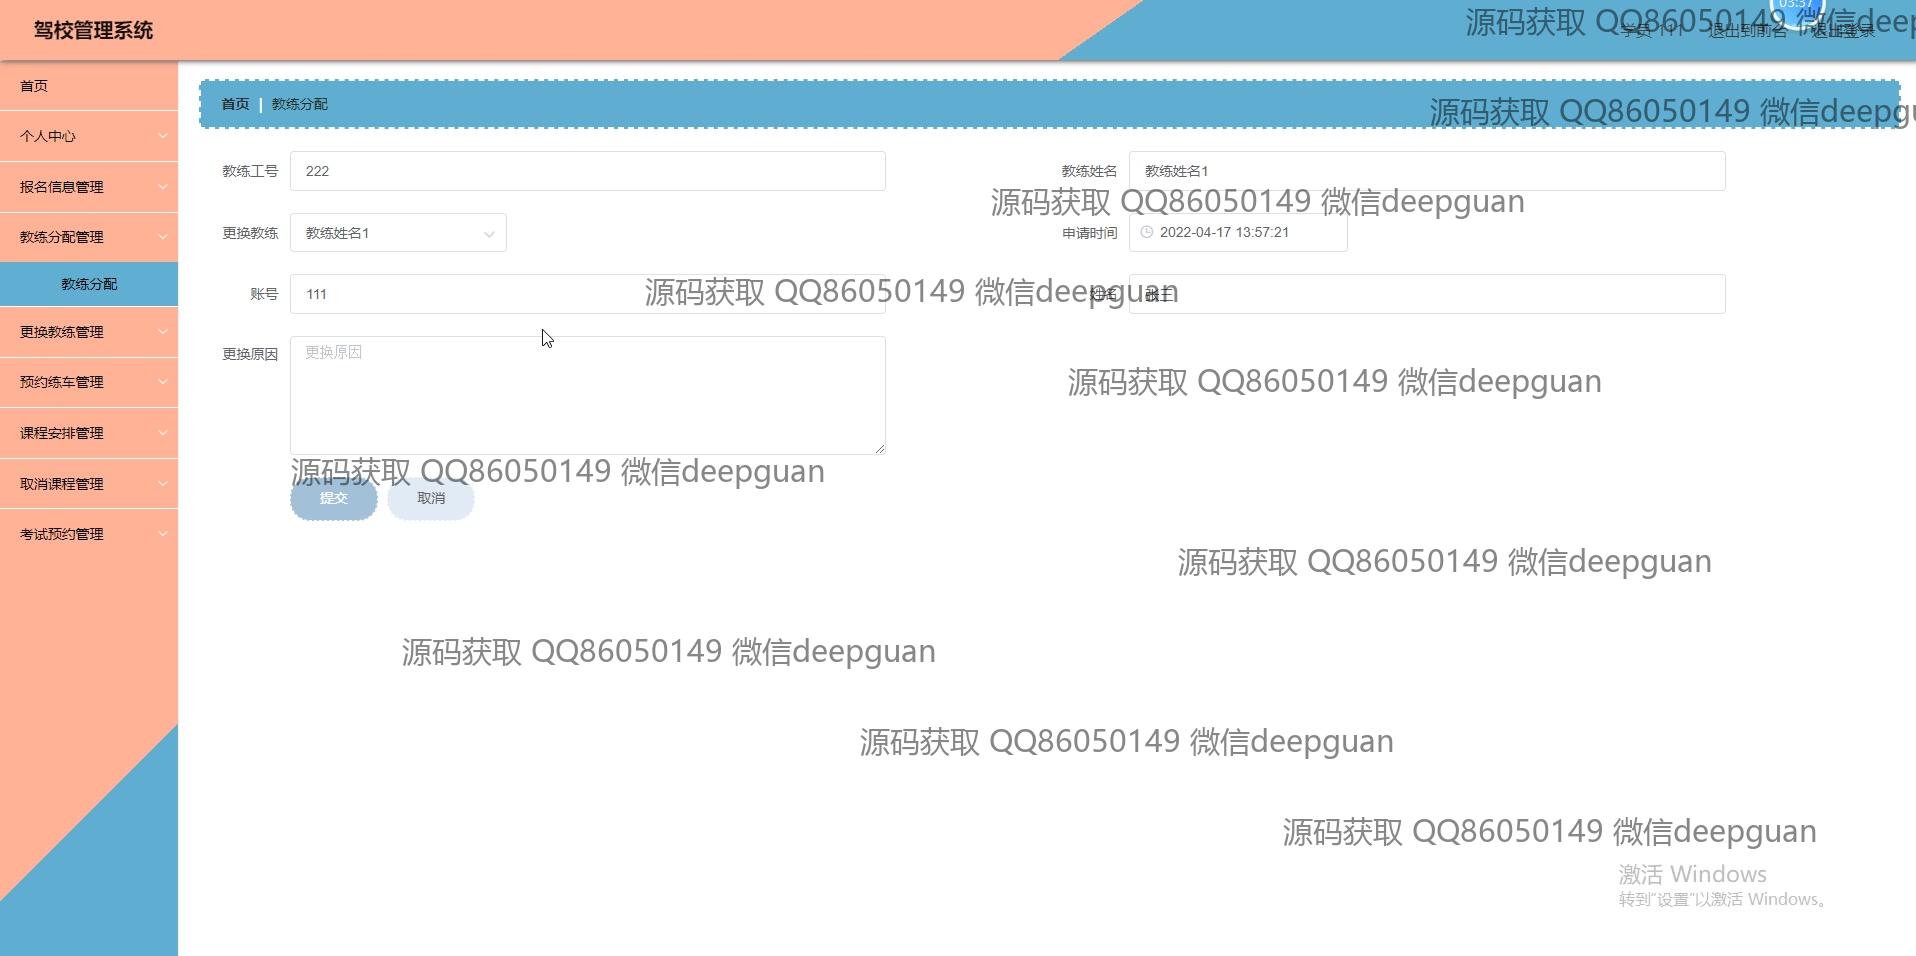 驾校管理系统
源码获取 QQ86050149 微信deep
03:37
学员 111 退出到前台 退出登录
首页
首页 | 教练分配
源码获取 QQ86050149 微信deepgu
个人中心
教练工号 222 教练姓名 教练姓名1
报名信息管理
源码获取 QQ86050149 微信deepguan
教练分配管理
更换教练 教练姓名1 申请时间 2022-04-17 13:57:21
教练分配
账号 111 姓名 张三
源码获取 QQ86050149 微信deepguan
更换教练管理
更换原因 更换原因
预约练车管理
源码获取 QQ86050149 微信deepguan
课程安排管理
源码获取 QQ86050149 微信deepguan
取消课程管理
提交 取消
考试预约管理
源码获取 QQ86050149 微信deepguan
源码获取 QQ86050149 微信deepguan
源码获取 QQ86050149 微信deepguan
源码获取 QQ86050149 微信deepguan
激活 Windows
转到"设置"以激活 Windows。